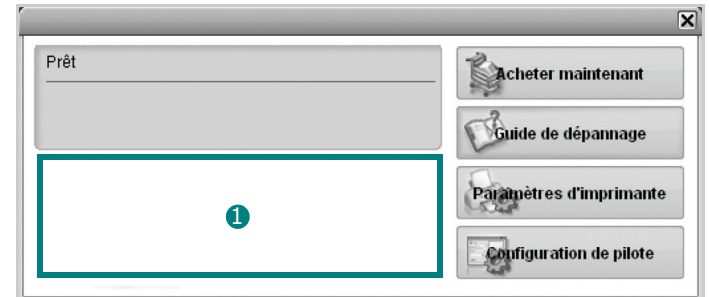 Prêt
Acheter maintenant
Guide de dépannage
1
Paramètres d'imprimante
Configuration de pilote